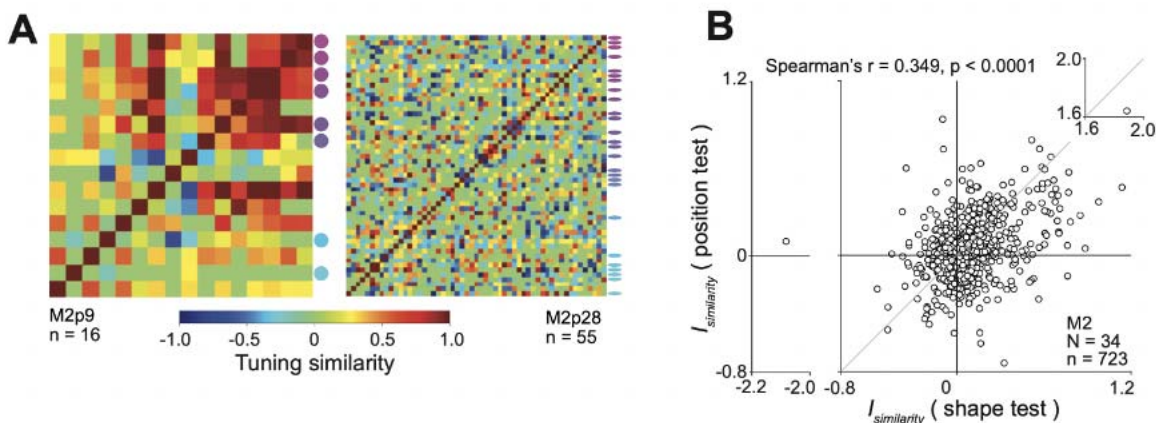 A
M2p9
n = 16
-1.0 -0.5 0 0.5 1.0
Tuning similarity
M2p28
n = 55
B
Spearman's r = 0.349, p < 0.0001
1.2
0
-0.8
I similarity ( position test )
2.0
1.6
1.6 2.0
M2
N = 34
n = 723
-2.2 -2.0 -0.8 0 1.2
I similarity ( shape test )